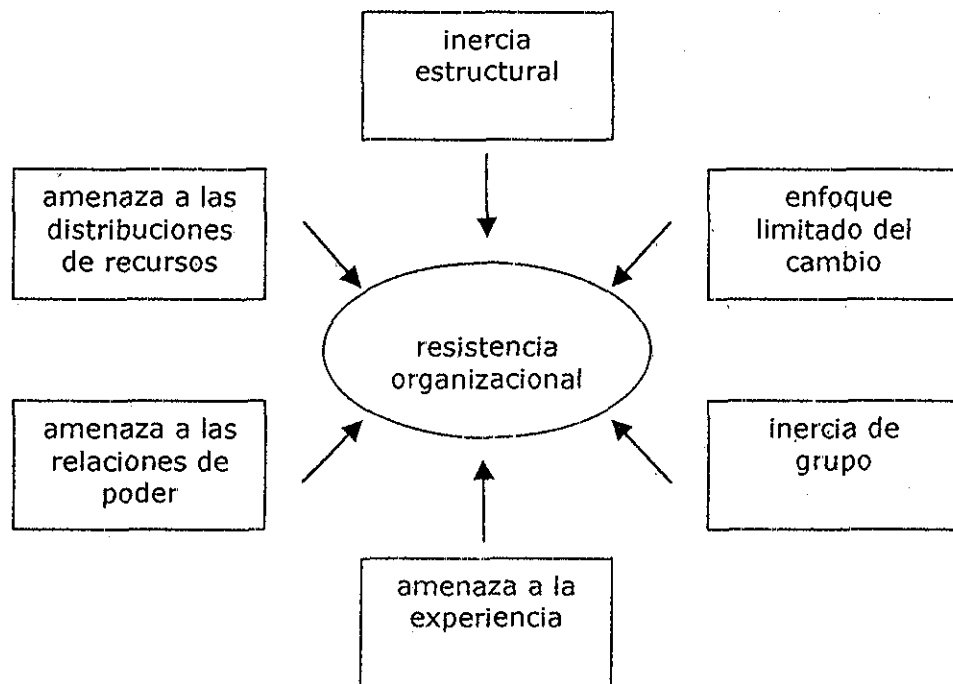 inercia
estructural
amenaza a las
distribuciones
de recursos
enfoque
limitado del
cambio
resistencia
organizacional
amenaza a las
relaciones de
poder
inercia de
grupo
amenaza a la
experiencia